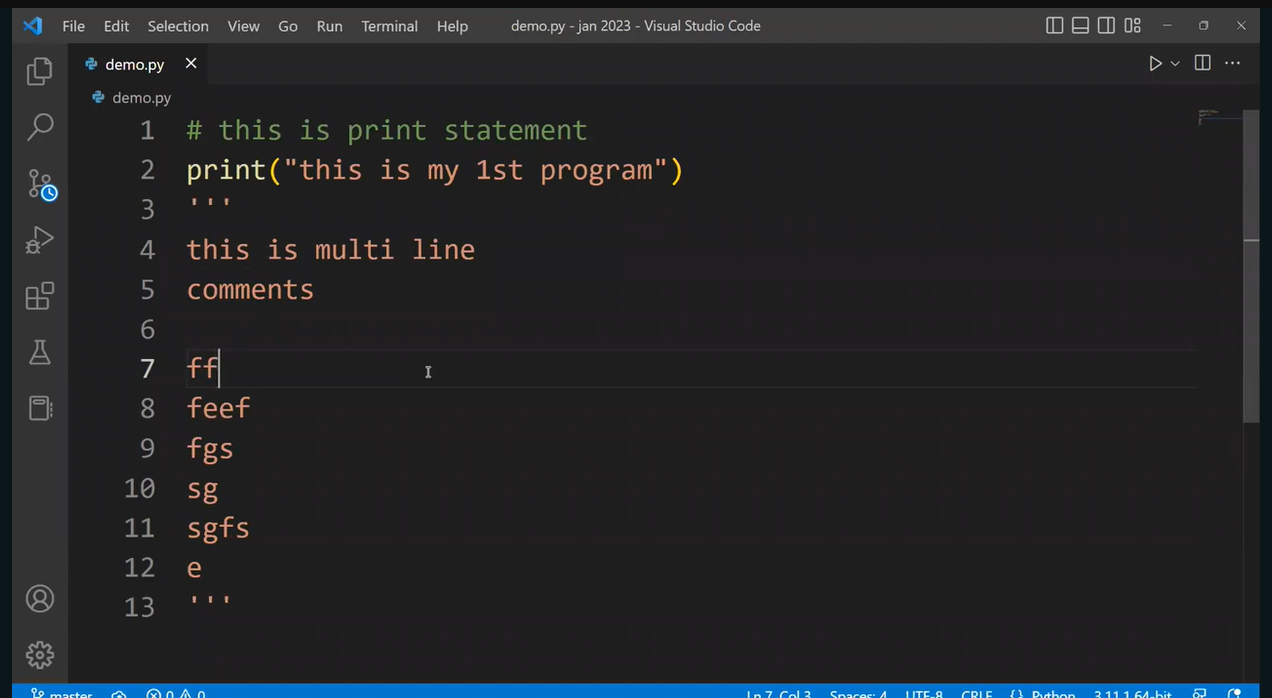 File Edit Selection View Go Run Terminal Help demo.py - jan 2023 - Visual Studio Code
demo.py
demo.py
1 # this is print statement
2 print("this is my 1st program")
3 '''
4 this is multi line
5 comments
6
7 ff
8 feef
9 fgs
10 sg
11 sgfs
12 e
13 '''
master 0 0 Ln 7, Col 3 Spaces: 4 UTF-8 CRLF {} Python 3.11.1 64-bit